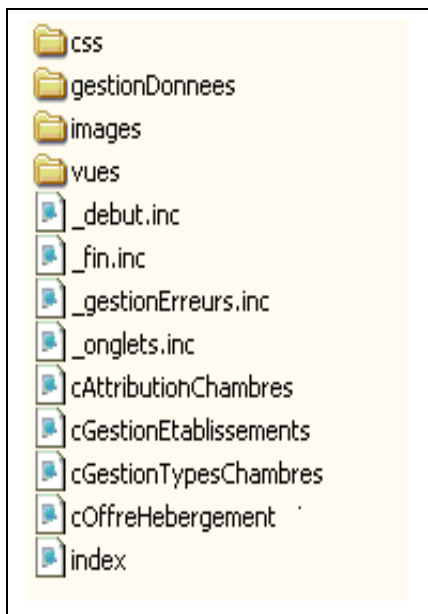 css
gestionDonnees
images
vues
_debut.inc
_fin.inc
_gestionErreurs.inc
_onglets.inc
cAttributionChambres
cGestionEtablissements
cGestionTypesChambres
cOffreHebergement
index